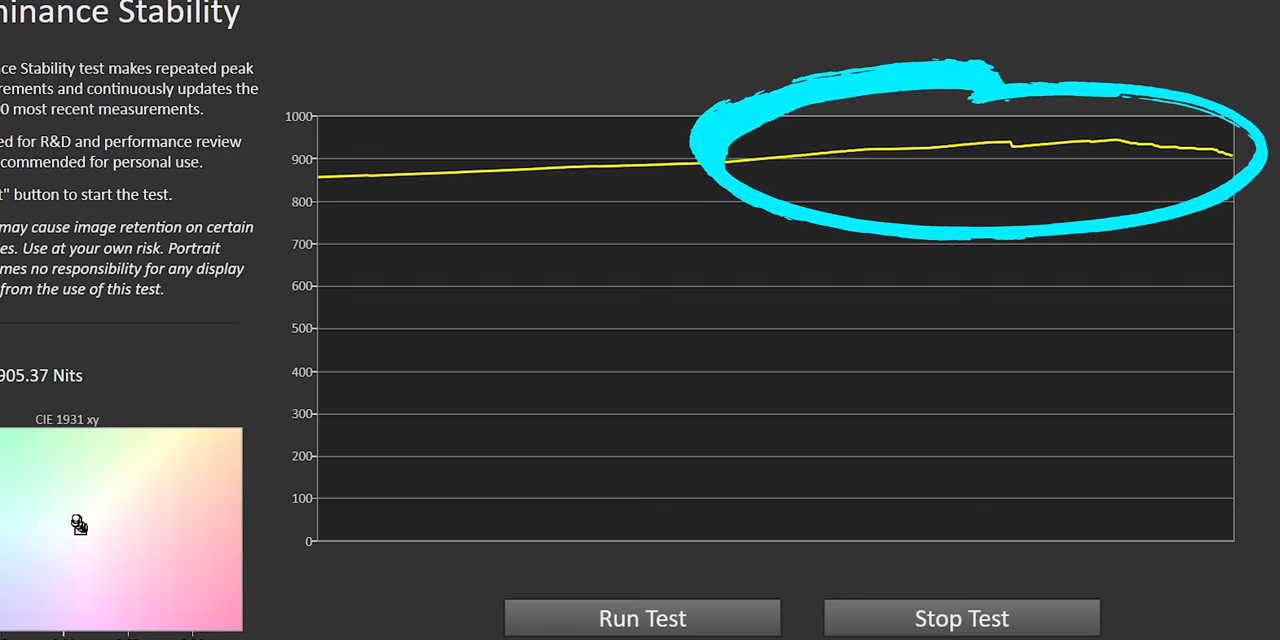 minance Stability
ce Stability test makes repeated peak
rements and continuously updates the
0 most recent measurements.
ed for R&D and performance review
commended for personal use.
t" button to start the test.
may cause image retention on certain
es. Use at your own risk. Portrait
mes no responsibility for any display
from the use of this test.
905.37 Nits
CIE 1931 xy
1000
900
800
700
600
500
400
300
200
100
0
Run Test
Stop Test